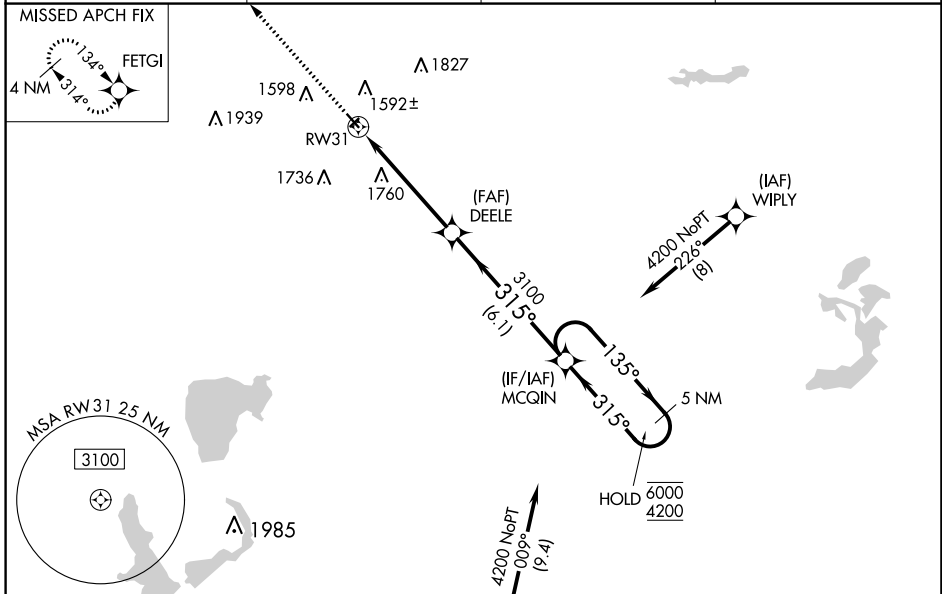 MISSED APCH FIX
134°
FETGI
4 NM
314°
1827
1598
1592±
1939
RW31
1736
1760
(FAF)
DEELE
(IAF)
WIPLY
4200 NoPT
226°
(8)
3100
315°
(6.1)
135°
(IF/IAF)
MCQIN
315°
5 NM
MSA RW31 25 NM
3100
HOLD 6000
4200
1985
4200 NoPT
009°
(9.4)